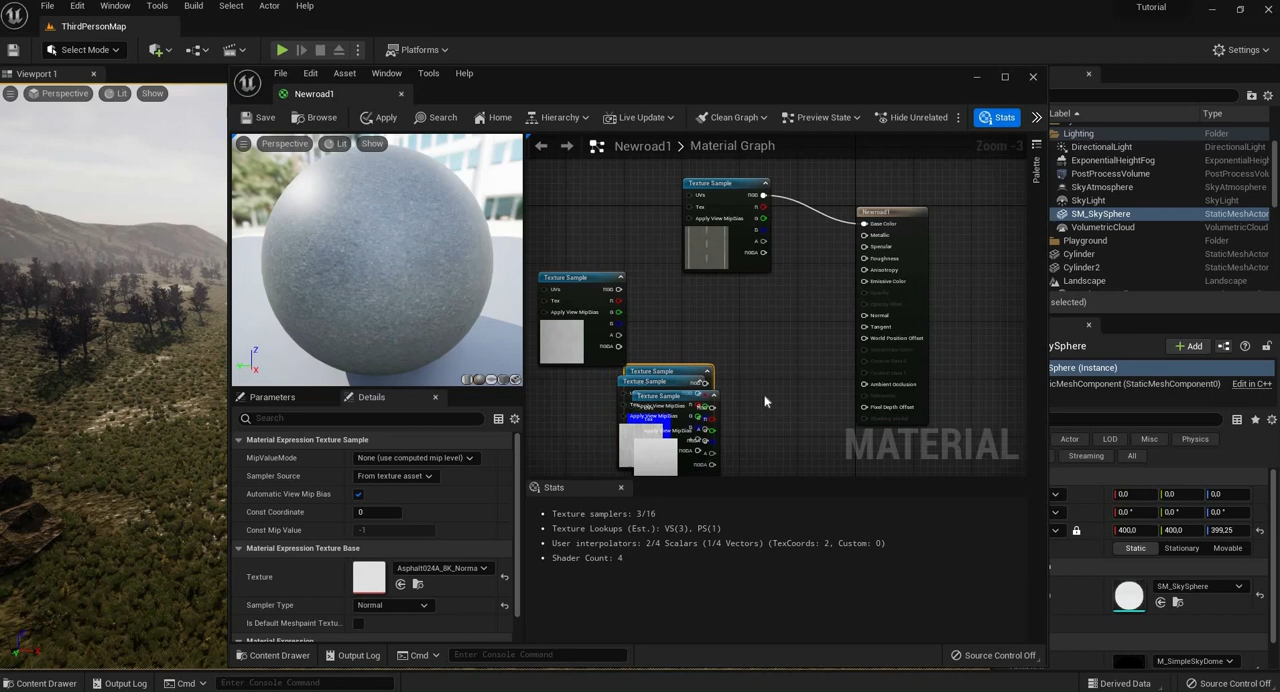 File Edit Window Tools Build Select Actor Help Tutorial
ThirdPersonMap
Select Mode Platforms Settings
Viewport 1
Perspective Lit Show
File Edit Asset Window Tools Help
Newroad1
Save Browse Apply Search Home Hierarchy Live Update Clean Graph Preview State Hide Unrelated Stats
Perspective Lit Show
Newroad1 > Material Graph Zoom -3
Palette
Texture Sample
UVs RGB
Tex R
Apply View MipBias G
B
A
RGBA
Newroad1
Base Color
Metallic
Specular
Roughness
Anisotropy
Emissive Color
Normal
Tangent
World Position Offset
Ambient Occlusion
Pixel Depth Offset
Texture Sample
UVs RGB
Tex R
Apply View MipBias G
B
A
RGBA
Texture Sample
Texture Sample
Texture Sample
MATERIAL
Parameters Details
Search
Material Expression Texture Sample
MipValueMode None (use computed mip level)
Sampler Source From texture asset
Automatic View Mip Bias
Const Coordinate 0
Const Mip Value -1
Material Expression Texture Base
Texture Asphalt024A_8K_Norma
Sampler Type Normal
Is Default Meshpaint Textu...
Stats
• Texture samplers: 3/16
• Texture Lookups (Est.): VS(3), PS(1)
• User interpolators: 2/4 Scalars (1/4 Vectors) (TexCoords: 2, Custom: 0)
• Shader Count: 4
Content Drawer Output Log Cmd Enter Console Command Source Control Off
Label Type
Lighting Folder
DirectionalLight DirectionalLight
ExponentialHeightFog ExponentialHeigh
PostProcessVolume PostProcessVolu
SkyAtmosphere SkyAtmosphere
SkyLight SkyLight
SM_SkySphere StaticMeshActor
VolumetricCloud VolumetricCloud
Playground Folder
Cylinder StaticMeshActor
Cylinder2 StaticMeshActor
Landscape Landscape
selected)
ySphere Add
Sphere (Instance)
icMeshComponent (StaticMeshComponent0) Edit in C++
Actor LOD Misc Physics
Streaming All
0,0 0,0 0,0
0,0 ° 0,0 ° 0,0 °
400,0 400,0 399,25
Static Stationary Movable
SM_SkySphere
M_SimpleSkyDome
Content Drawer Output Log Cmd Enter Console Command Derived Data Source Control Off